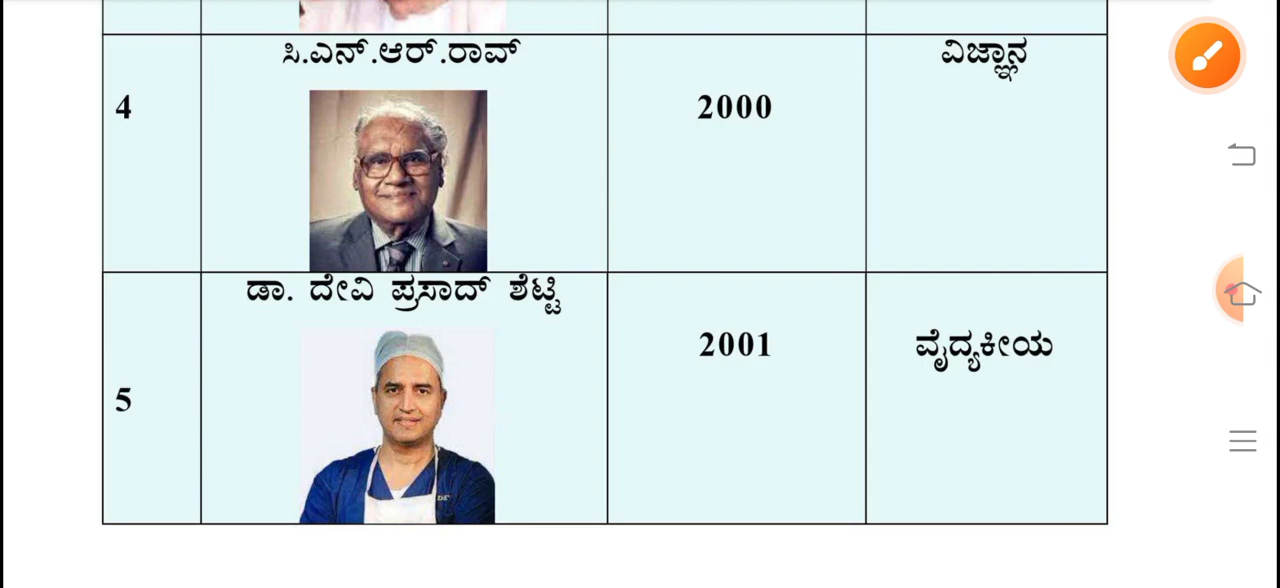 ಸಿ.ಎನ್.ಆರ್.ರಾವ್
ವಿಜ್ಞಾನ
4
2000
ಡಾ. ದೇವಿ ಪ್ರಸಾದ್ ಶೆಟ್ಟಿ
2001
ವೈದ್ಯಕೀಯ
5